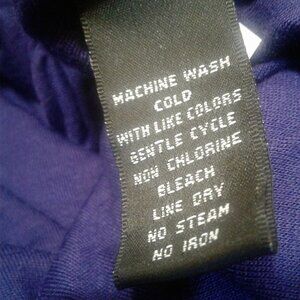 MACHINE WASH
COLD
WITH LIKE COLORS
GENTLE CYCLE
NON CHLORINE
BLEACH
LINE DRY
NO STEAM
NO IRON